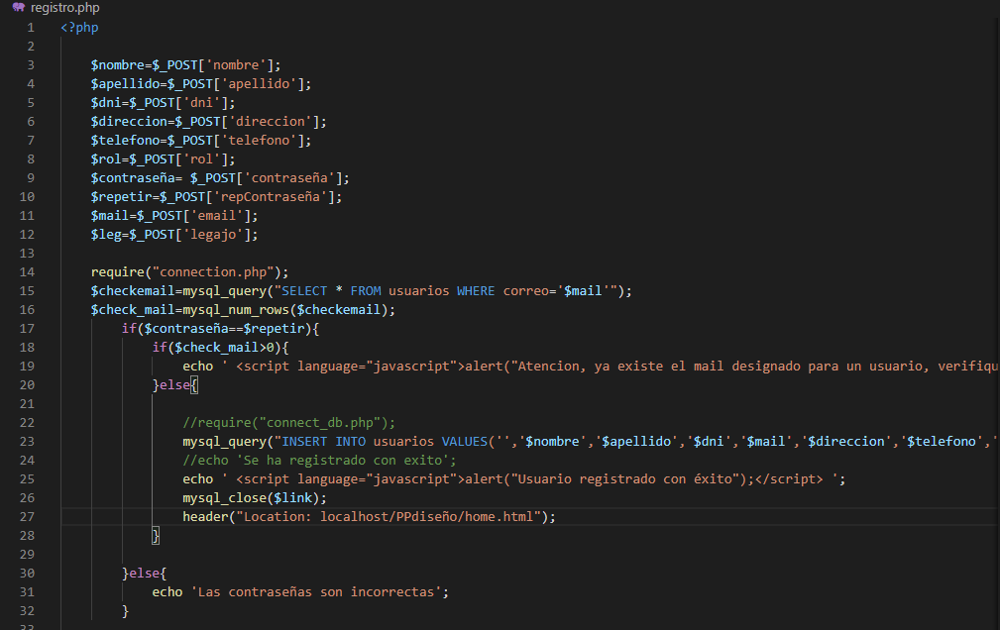 registro.php
1 <?php
2
3 $nombre=$_POST['nombre'];
4 $apellido=$_POST['apellido'];
5 $dni=$_POST['dni'];
6 $direccion=$_POST['direccion'];
7 $telefono=$_POST['telefono'];
8 $rol=$_POST['rol'];
9 $contraseña= $_POST['contraseña'];
10 $repetir=$_POST['repContraseña'];
11 $mail=$_POST['email'];
12 $leg=$_POST['legajo'];
13
14 require("connection.php");
15 $checkemail=mysql_query("SELECT * FROM usuarios WHERE correo='$mail'");
16 $check_mail=mysql_num_rows($checkemail);
17 if($contraseña==$repetir){
18 if($check_mail>0){
19 echo ' <script language="javascript">alert("Atencion, ya existe el mail designado para un usuario, verifiqu
20 }else{
21
22 //require("connect_db.php");
23 mysql_query("INSERT INTO usuarios VALUES('','$nombre','$apellido','$dni','$mail','$direccion','$telefono','
24 //echo 'Se ha registrado con exito';
25 echo ' <script language="javascript">alert("Usuario registrado con éxito");</script> ';
26 mysql_close($link);
27 header("Location: localhost/PPdiseño/home.html");
28 }
29
30 }else{
31 echo 'Las contraseñas son incorrectas';
32 }
33